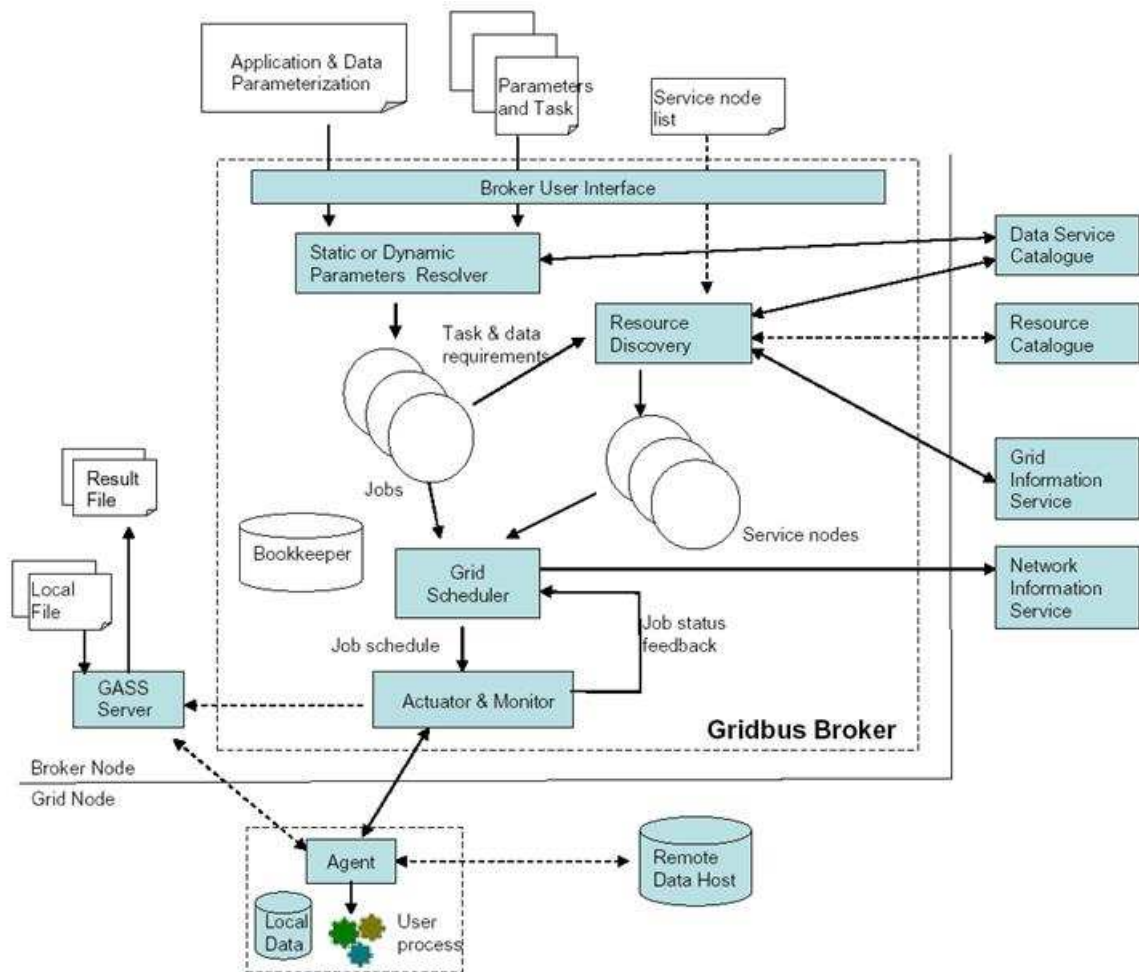 Application & Data
Parameterization
Parameters
and Task
Service node
list
Broker User Interface
Static or Dynamic
Parameters Resolver
Data Service
Catalogue
Task & data
requirements
Resource
Discovery
Resource
Catalogue
Jobs
Result
File
Grid
Information
Service
Service nodes
Bookkeeper
Grid
Scheduler
Network
Information
Service
Local
File
Job schedule
Job status
feedback
GASS
Server
Actuator & Monitor
Gridbus Broker
Broker Node
Grid Node
Agent
Remote
Data Host
Local
Data
User
process